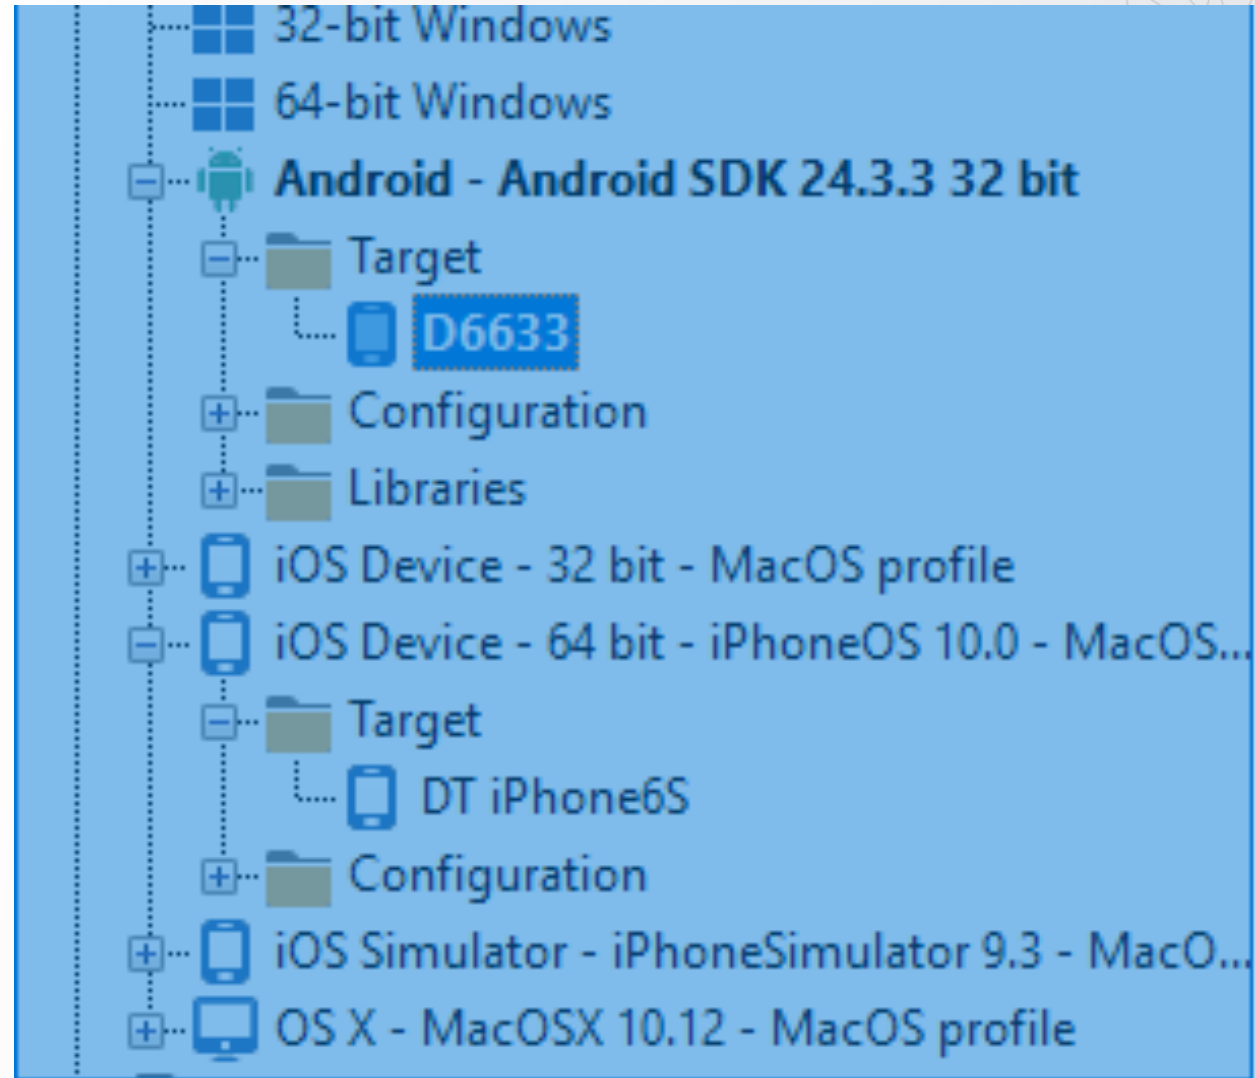 32-bit Windows
64-bit Windows
Android - Android SDK 24.3.3 32 bit
Target
D6633
Configuration
Libraries
iOS Device - 32 bit - MacOS profile
iOS Device - 64 bit - iPhoneOS 10.0 - MacOS...
Target
DT iPhone6S
Configuration
iOS Simulator - iPhoneSimulator 9.3 - MacO...
OS X - MacOSX 10.12 - MacOS profile